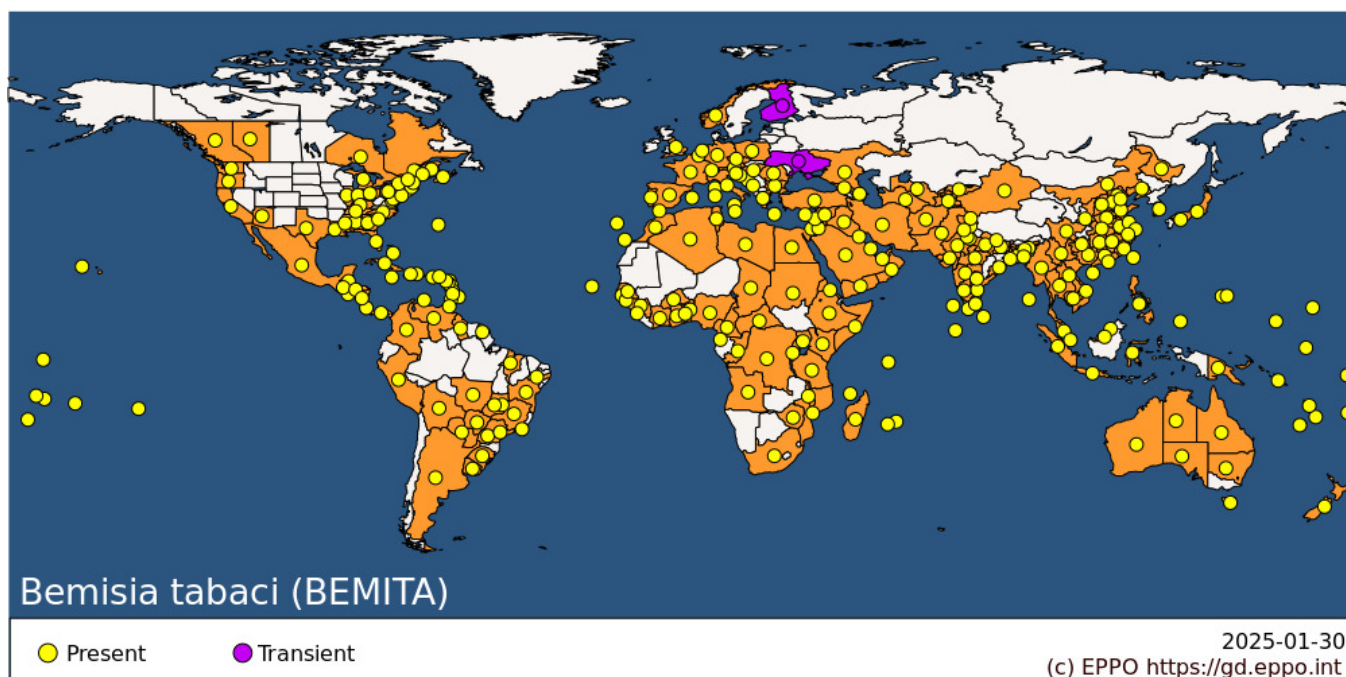 Bemisia tabaci (BEMITA)
Present
Transient
2025-01-30
(c) EPPO https://gd.eppo.int